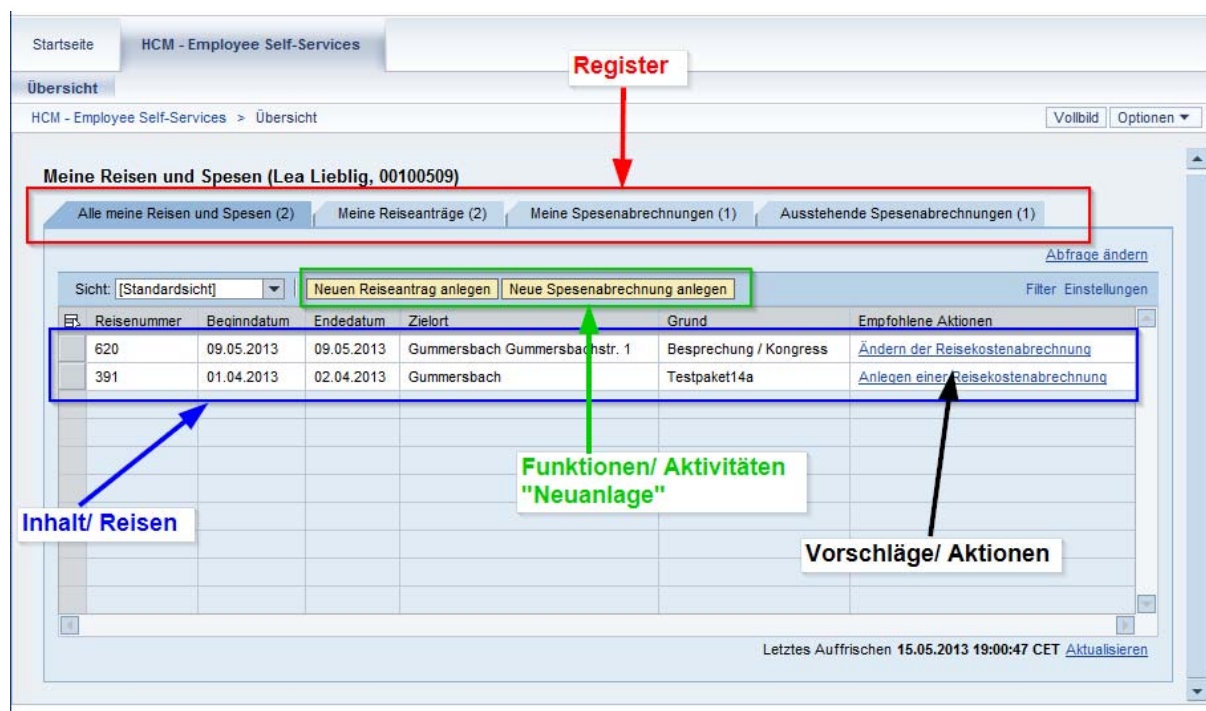 Startseite HCM - Employee Self-Services
Register
Übersicht
HCM - Employee Self-Services > Übersicht Vollbild Optionen
Meine Reisen und Spesen (Lea Lieblig, 00100509)
Alle meine Reisen und Spesen (2) Meine Reiseanträge (2) Meine Spesenabrechnungen (1) Ausstehende Spesenabrechnungen (1)
Abfrage ändern
Sicht: [Standardsicht] Neuen Reiseantrag anlegen Neue Spesenabrechnung anlegen Filter Einstellungen
Reisenummer Beginndatum Endedatum Zielort Grund Empfohlene Aktionen
620 09.05.2013 09.05.2013 Gummersbach Gummersbachstr. 1 Besprechung / Kongress Ändern der Reisekostenabrechnung
391 01.04.2013 02.04.2013 Gummersbach Testpaket14a Anlegen einer Reisekostenabrechnung
Funktionen/ Aktivitäten
"Neuanlage"
Inhalt/ Reisen
Vorschläge/ Aktionen
Letztes Auffrischen 15.05.2013 19:00:47 CET Aktualisieren